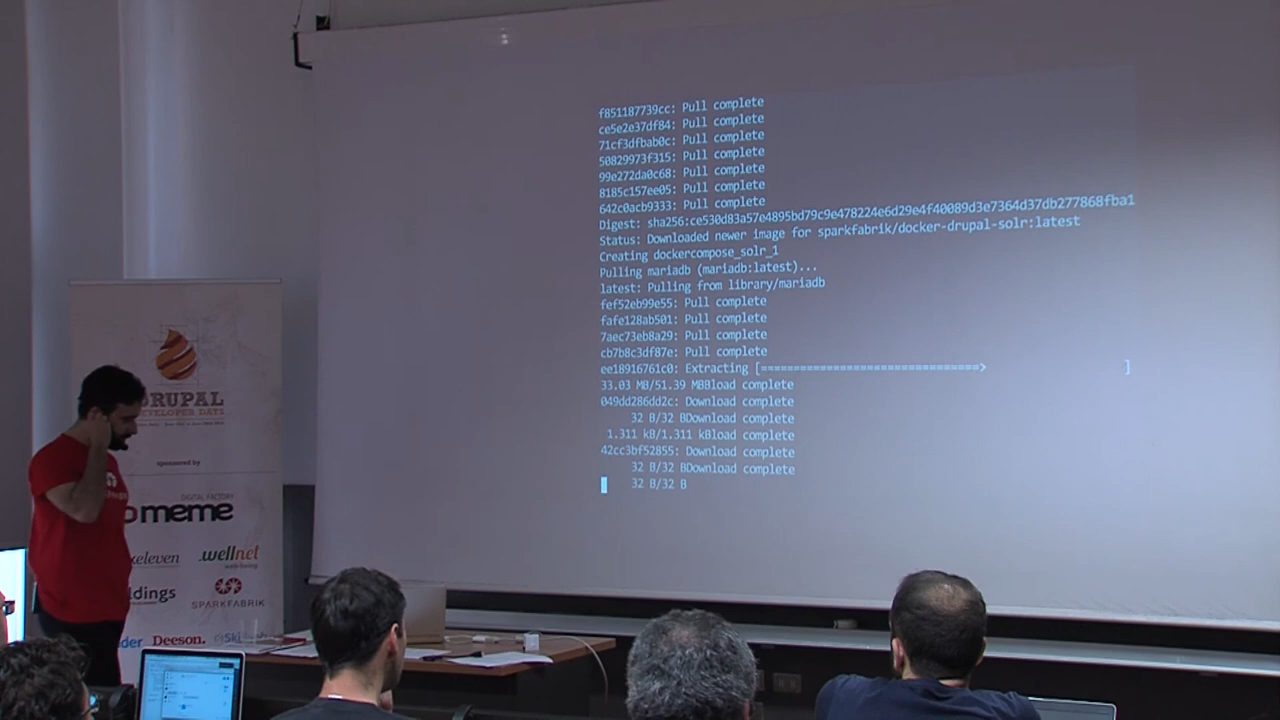 f851187739cc: Pull complete
ce5e2e37df84: Pull complete
71cf3dfbab0c: Pull complete
50829973f315: Pull complete
99e272da0c68: Pull complete
8185c157ee05: Pull complete
642c0acb9333: Pull complete
Digest: sha256:ce530d83a57e4895bd79c9e478224e6d29e4f40089d3e7364d37db277868fba1
Status: Downloaded newer image for sparkfabrik/docker-drupal-solr:latest
Creating dockercompose_solr_1
Pulling mariadb (mariadb:latest)...
latest: Pulling from library/mariadb
fef52eb99e55: Pull complete
fafe128ab501: Pull complete
7aec73eb8a29: Pull complete
cb7b8c3df87e: Pull complete
ee18916761c0: Extracting [================================> ]
33.03 MB/51.39 MBBload complete
049dd286dd2c: Download complete
32 B/32 BDownload complete
1.311 kB/1.311 kBload complete
42cc3bf52855: Download complete
32 B/32 BDownload complete
32 B/32 B
DRUPAL
DEVELOPER DAYS
sponsored by
DIGITAL FACTORY
meme
.wellnet
SPARKFABRIK
Deeson.